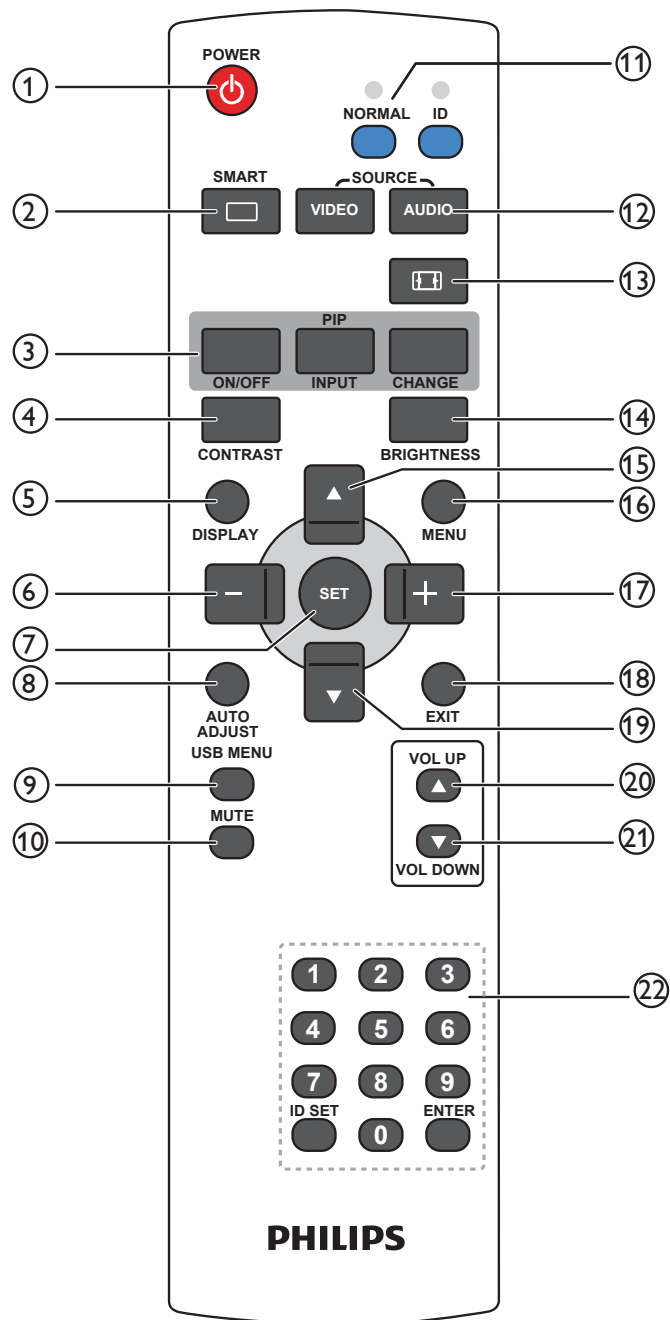 POWER
① ⑪
NORMAL ID
SMART SOURCE
② VIDEO AUDIO ⑫
⑬
PIP
③
ON/OFF INPUT CHANGE
④ ⑭
CONTRAST BRIGHTNESS
⑮
⑤ ⑯
DISPLAY MENU
⑥ − SET + ⑰
⑦
⑧ ⑱
AUTO
ADJUST
EXIT ⑲
USB MENU VOL UP
⑨ ⑳
MUTE
⑩ ㉑
VOL DOWN
1 2 3 ㉒
4 5 6
7 8 9
ID SET 0 ENTER
PHILIPS